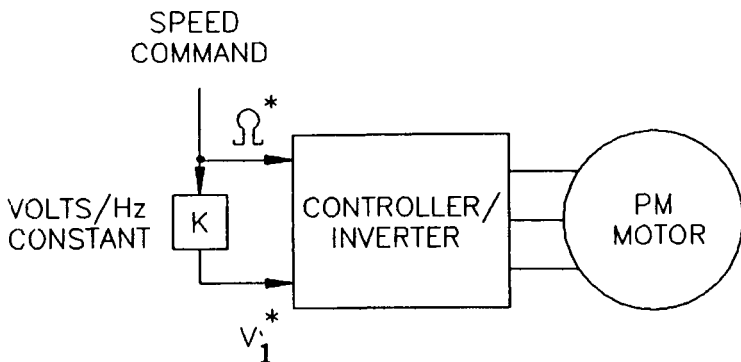 SPEED
COMMAND
Ω*
VOLTS/Hz
CONSTANT
K
CONTROLLER/
INVERTER
PM
MOTOR
V₁*